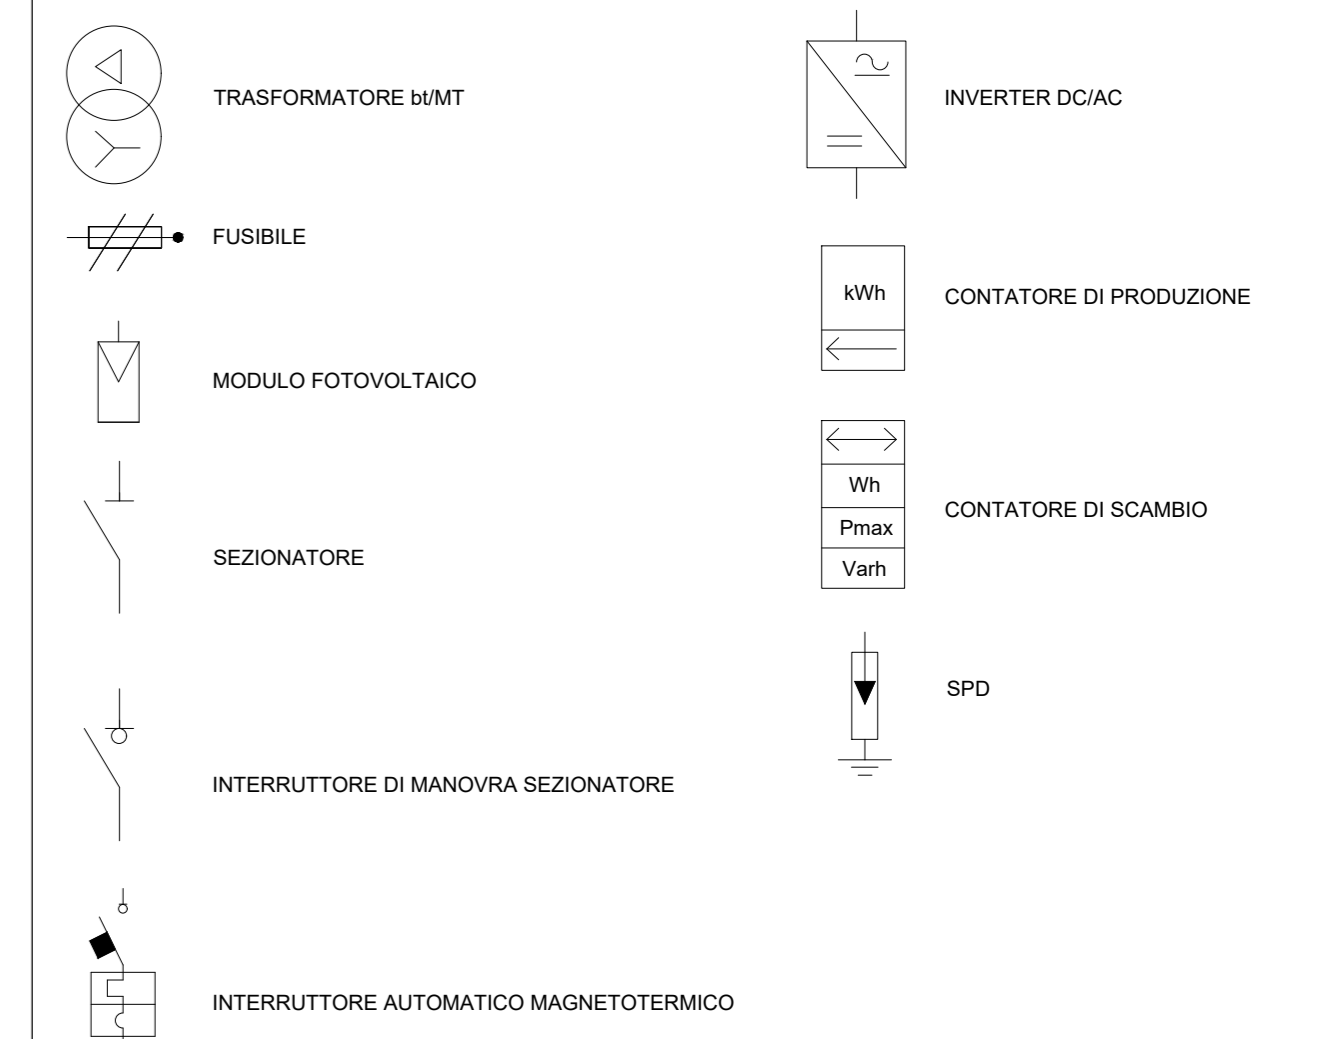 TRASFORMATORE bt/MT
FUSIBILE
MODULO FOTOVOLTAICO
SEZIONATORE
INTERRUTTORE DI MANOVRA SEZIONATORE
INTERRUTTORE AUTOMATICO MAGNETOTERMICO
INVERTER DC/AC
kWh
CONTATORE DI PRODUZIONE
Wh
Pmax
Varh
CONTATORE DI SCAMBIO
SPD